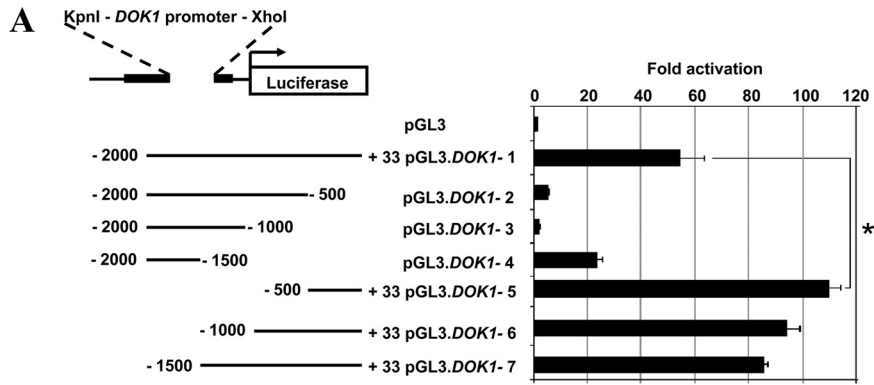 A
KpnI - DOK1 promoter - XhoI
Luciferase
Fold activation
0 20 40 60 80 100 120
pGL3
- 2000 + 33 pGL3.DOK1- 1
- 2000 - 500 pGL3.DOK1- 2
- 2000 - 1000 pGL3.DOK1- 3
- 2000 - 1500 pGL3.DOK1- 4
- 500 + 33 pGL3.DOK1- 5
- 1000 + 33 pGL3.DOK1- 6
- 1500 + 33 pGL3.DOK1- 7
*